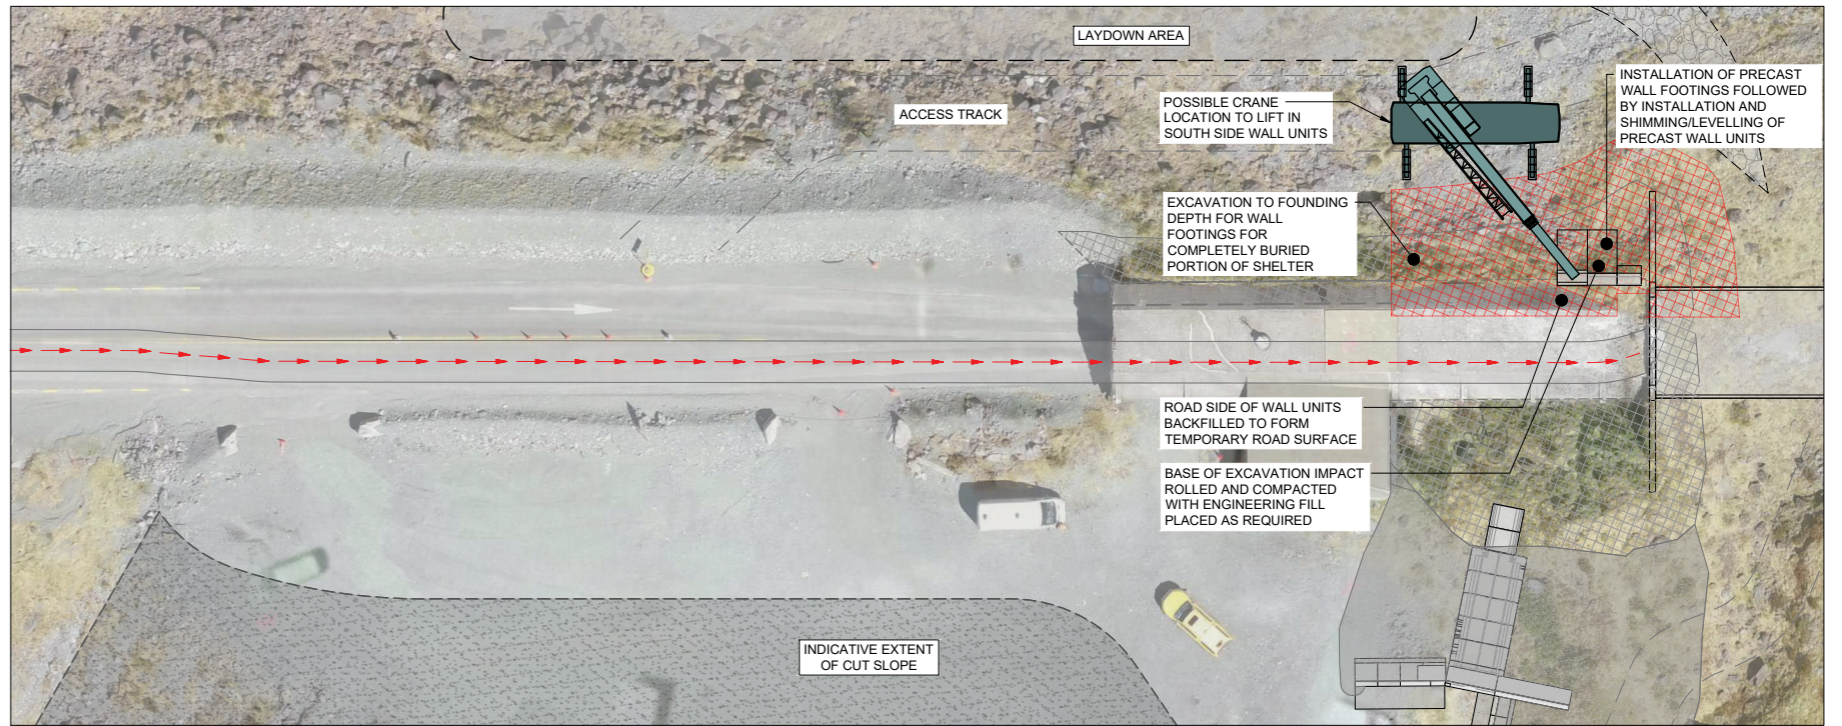 LAYDOWN AREA
ACCESS TRACK
POSSIBLE CRANE
LOCATION TO LIFT IN
SOUTH SIDE WALL UNITS
INSTALLATION OF PRECAST
WALL FOOTINGS FOLLOWED
BY INSTALLATION AND
SHIMMING/LEVELLING OF
PRECAST WALL UNITS
EXCAVATION TO FOUNDING
DEPTH FOR WALL
FOOTINGS FOR
COMPLETELY BURIED
PORTION OF SHELTER
ROAD SIDE OF WALL UNITS
BACKFILLED TO FORM
TEMPORARY ROAD SURFACE
BASE OF EXCAVATION IMPACT
ROLLED AND COMPACTED
WITH ENGINEERING FILL
PLACED AS REQUIRED
INDICATIVE EXTENT
OF CUT SLOPE